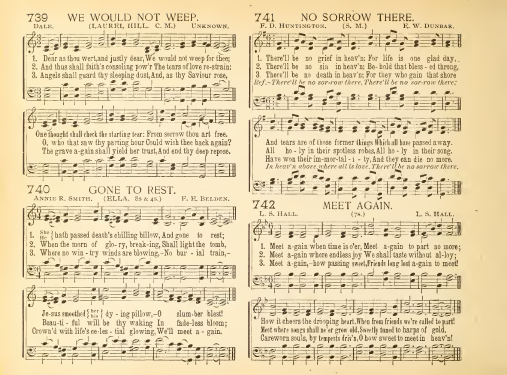 739 WE WOULD NOT WEEP.
DALE. (LAUREL HILL. C. M.) UNKNOWN.
1. Dear as thou wert, and justly dear, We would not weep for thee;
2. And thus shall faith's consoling pow'r The tears of love re-strain:
3. Angels shall guard thy sleeping dust, And, as thy Saviour rose,
One thought shall check the starting tear: From sorrow thou art free.
O, who that saw thy parting hour Could wish thee back again?
The grave a-gain shall yield her trust, And end thy deep repose.
740 GONE TO REST.
ANNIE R. SMITH. (ELLA. 8s & 4s.) F. E. BELDEN.
1. She He hath passed death's chilling billow, And gone to rest;
2. When the morn of glo-ry, break-ing, Shall light the tomb,
3. Where no win-try winds are blowing,–No bur-ial train,–
Je-sus smoothed her his dy-ing pillow,–O slum-ber blest!
Beau-ti-ful will be thy waking In fade-less bloom;
Crown'd with life's ce-les-tial glowing, We'll meet a-gain.
741 NO SORROW THERE.
F. D. HUNTINGTON. (S. M.) E. W. DUNBAR.
1. There'll be no grief in heav'n; For life is one glad day,
2. There'll be no sin in heav'n; Be-hold that bless-ed throng,
3. There'll be no death in heav'n; For they who gain that shore
Ref.–There'll be no sor-row there, There'll be no sor-row there;
And tears are of those former things Which all have passed away.
All ho-ly in their spotless robes, All ho-ly in their song.
Have won their im-mor-tal-i-ty, And they can die no more.
In heav'n above where all is love, There'll be no sorrow there.
742 MEET AGAIN.
L. S. HALL. (7s.) L. S. HALL.
1. Meet a-gain when time is o'er, Meet a-gain to part no more;
2. Meet a-gain where endless joy We shall taste without al-loy;
3. Meet a-gain, how passing sweet, Friends long lost a-gain to meet!
How it cheers the drooping heart, When from friends we're called to part!
Meet where songs shall ne'er grow old, Sweetly tuned to harps of gold.
Careworn souls, by tempests driv'n, O how sweet to meet in heav'n!